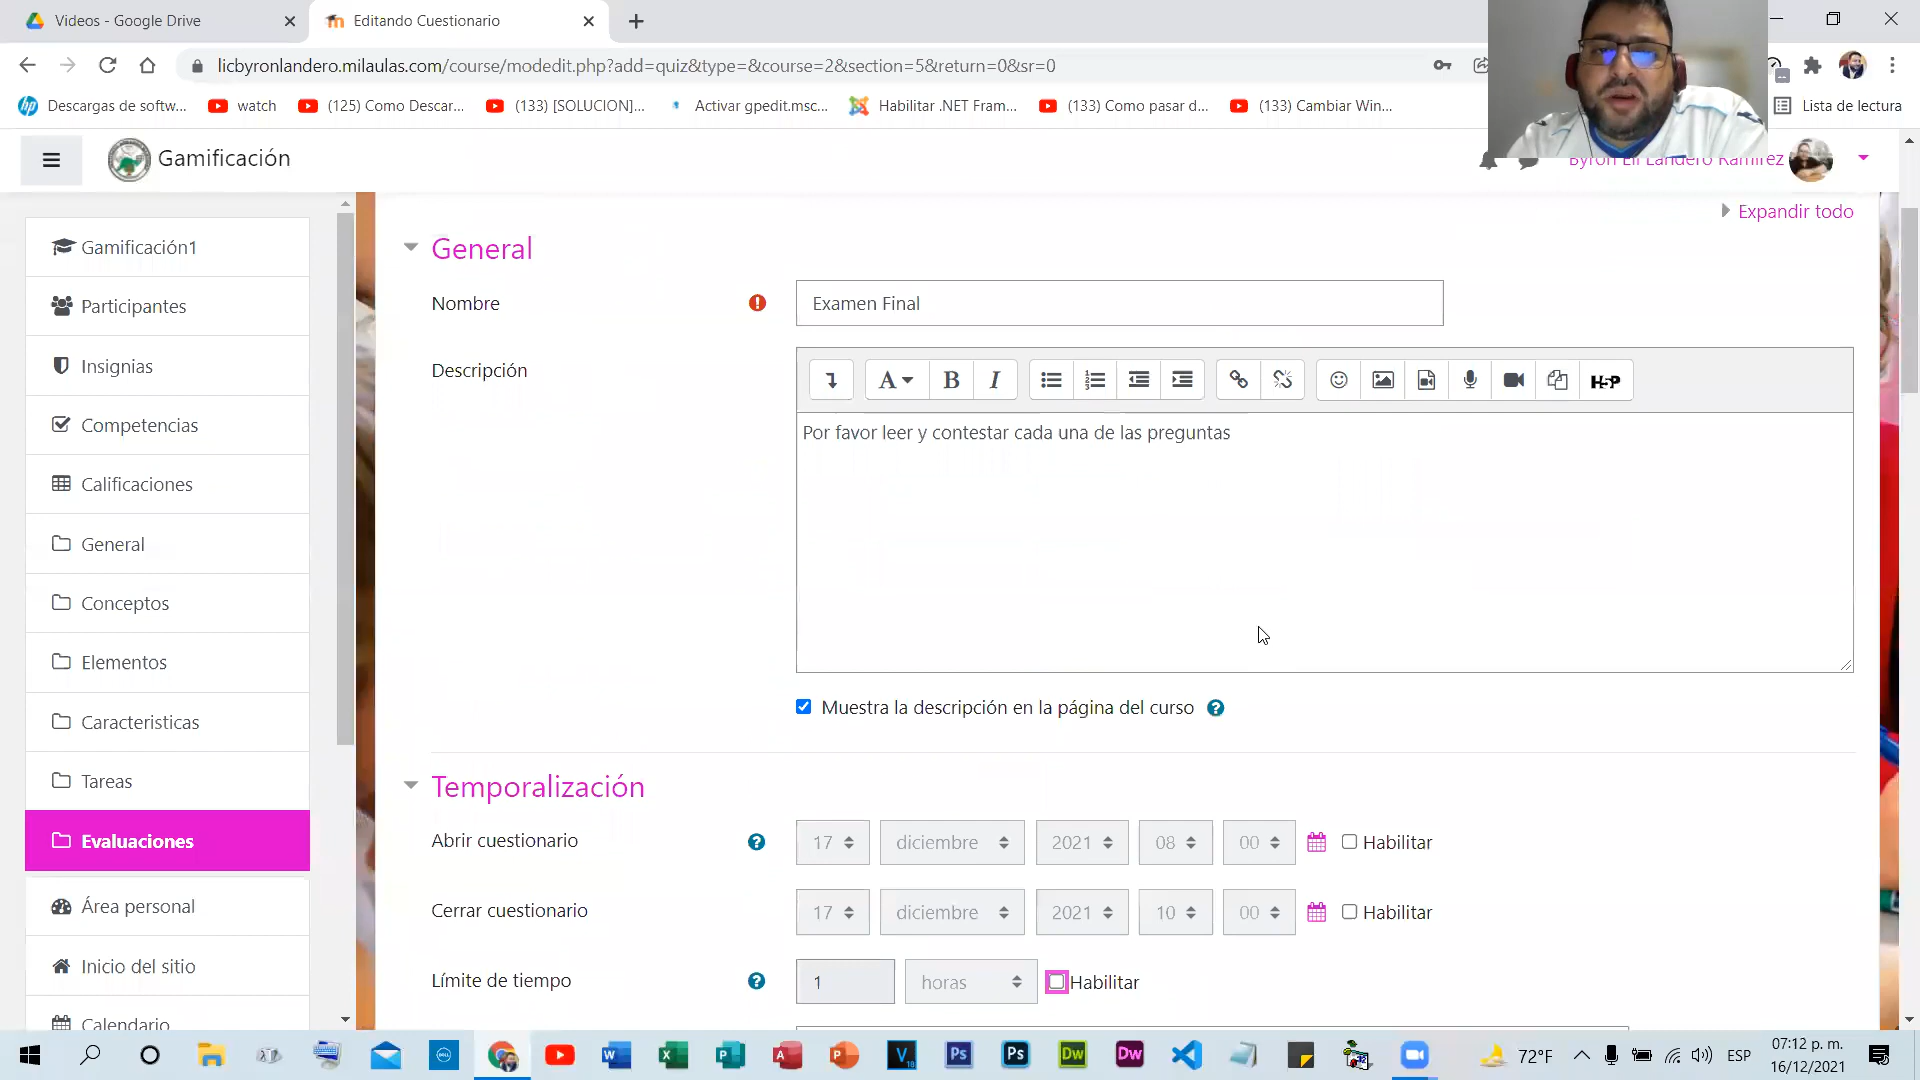 Videos - Google Drive
Editando Cuestionario
licbyronlandero.milaulas.com/course/modedit.php?add=quiz&type=&course=2&section=5&return=0&sr=0
Descargas de softw...
watch
(125) Como Descar...
(133) [SOLUCION]...
Activar gpedit.msc...
Habilitar .NET Fram...
(133) Como pasar d...
(133) Cambiar Win...
Lista de lectura
Gamificación
Byron Eli Landero Ramirez
Expandir todo
Gamificación1
Participantes
Insignias
Competencias
Calificaciones
General
Conceptos
Elementos
Caracteristicas
Tareas
Evaluaciones
Área personal
Inicio del sitio
Calendario
General
Nombre
Examen Final
Descripción
A
B
I
H5P
Por favor leer y contestar cada una de las preguntas
Muestra la descripción en la página del curso
Temporalización
Abrir cuestionario
17 diciembre 2021 08 00 Habilitar
Cerrar cuestionario
17 diciembre 2021 10 00 Habilitar
Límite de tiempo
1 horas Habilitar
72°F
ESP
07:12 p. m.
16/12/2021